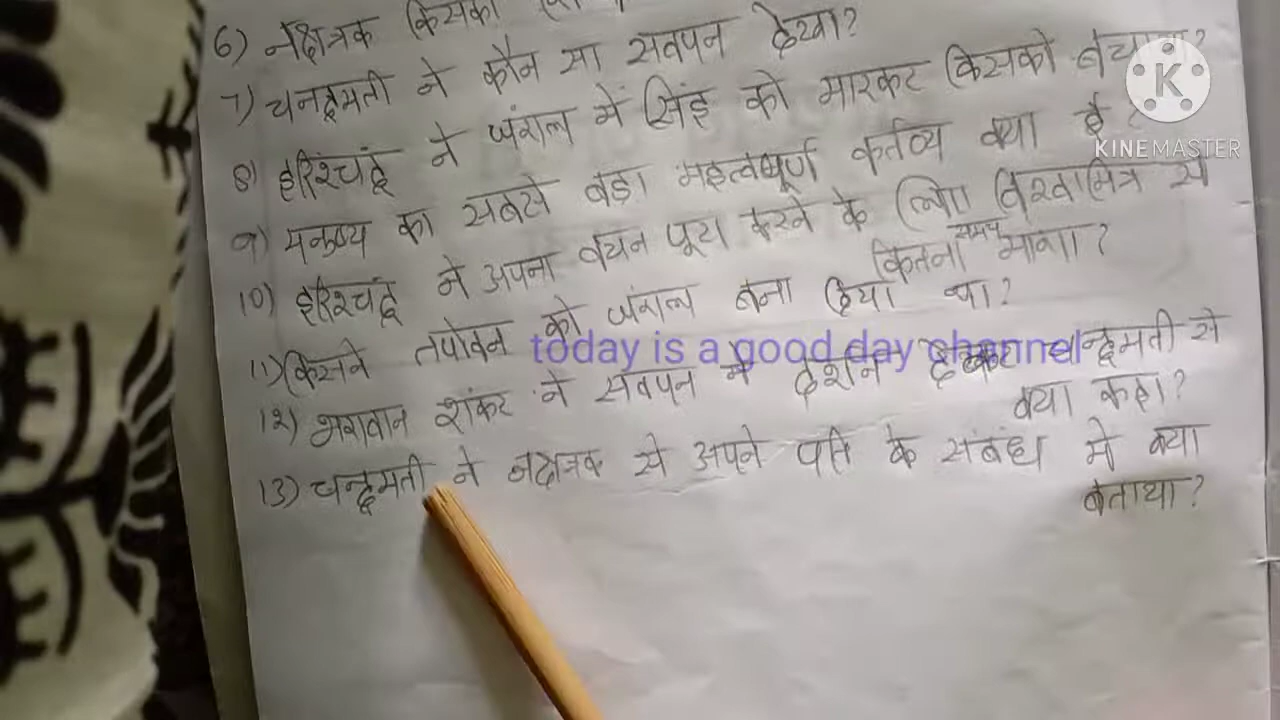 6) नक्षत्रक किसका
7) चन्द्रमती ने कौन सा सवपन देखा?
8) हरिश्चंद्र ने जंगल में सिंह को मारकर किसको बचाया?
9) मनुष्य का सबसे बड़ा महत्वपूर्ण कर्तव्य क्या है?
10) हरिश्चंद्र ने अपना वचन पूरा करने के लिए विश्वामित्र से
कितना समय मांगा?
11) किसने तपोवन को जंगल बना दिया था?
12) भगवान शंकर ने सवपन में दर्शन देकर चन्द्रमती से
क्या कहा?
13) चन्द्रमती ने नक्षत्रक से अपने पति के संबंध में क्या
बताया?
K
KINEMASTER
today is a good day channel